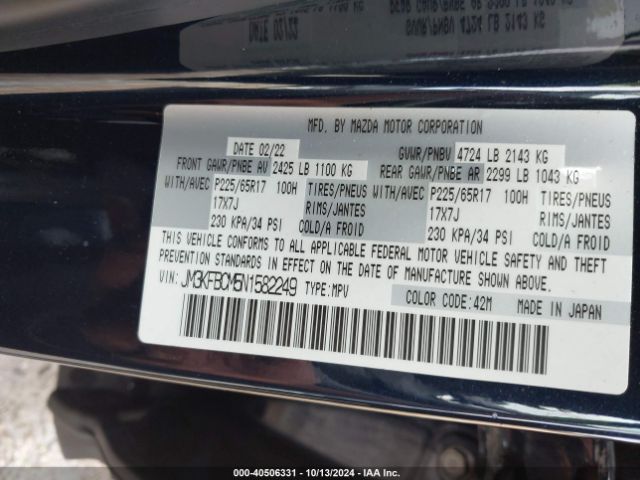 MFD. BY MAZDA MOTOR CORPORATION
DATE 02/22 GVWR/PNBV 4724 LB 2143 KG
FRONT GAWR/PNBE AV 2425 LB 1100 KG REAR GAWR/PNBE AR 2299 LB 1043 KG
WITH/AVEC P225/65R17 100H TIRES/PNEUS WITH/AVEC P225/65R17 100H TIRES/PNEUS
17X7J RIMS/JANTES 17X7J RIMS/JANTES
230 KPA/34 PSI COLD/A FROID 230 KPA/34 PSI COLD/A FROID
THIS VEHICLE CONFORMS TO ALL APPLICABLE FEDERAL MOTOR VEHICLE SAFETY AND THEFT
PREVENTION STANDARDS IN EFFECT ON THE DATE OF MANUFACTURE SHOWN ABOVE.
VIN: JM3KFBCM5N1582249 TYPE:MPV COLOR CODE:42M MADE IN JAPAN
000-40506331 - 10/13/2024 - IAA Inc.